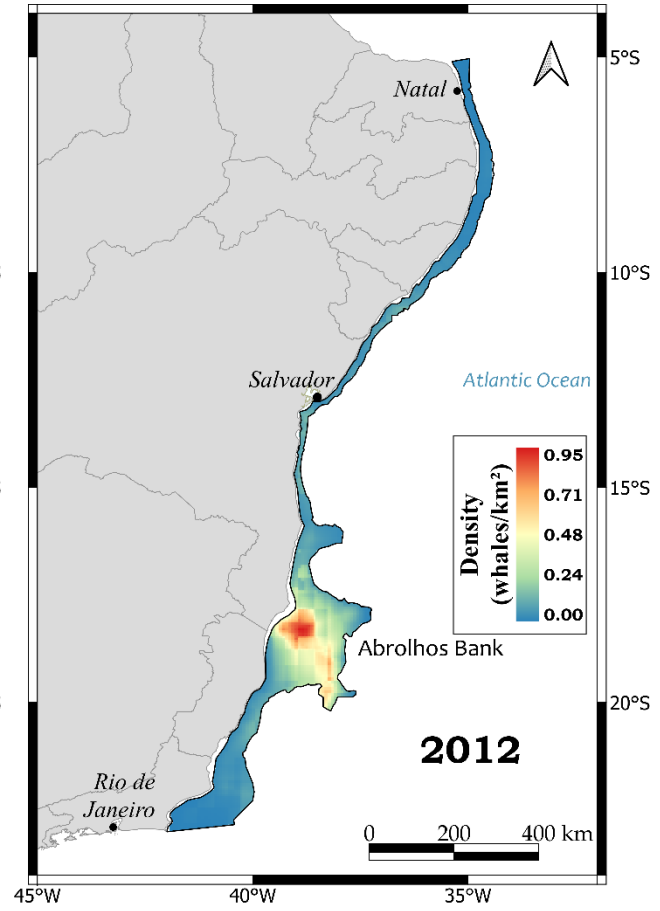 5°S
Natal
10°S
Salvador
Atlantic Ocean
Density
(whales/km²)
0.95
0.71
0.48
0.24
0.00
15°S
Abrolhos Bank
20°S
2012
Rio de
Janeiro
0 200 400 km
45°W 40°W 35°W